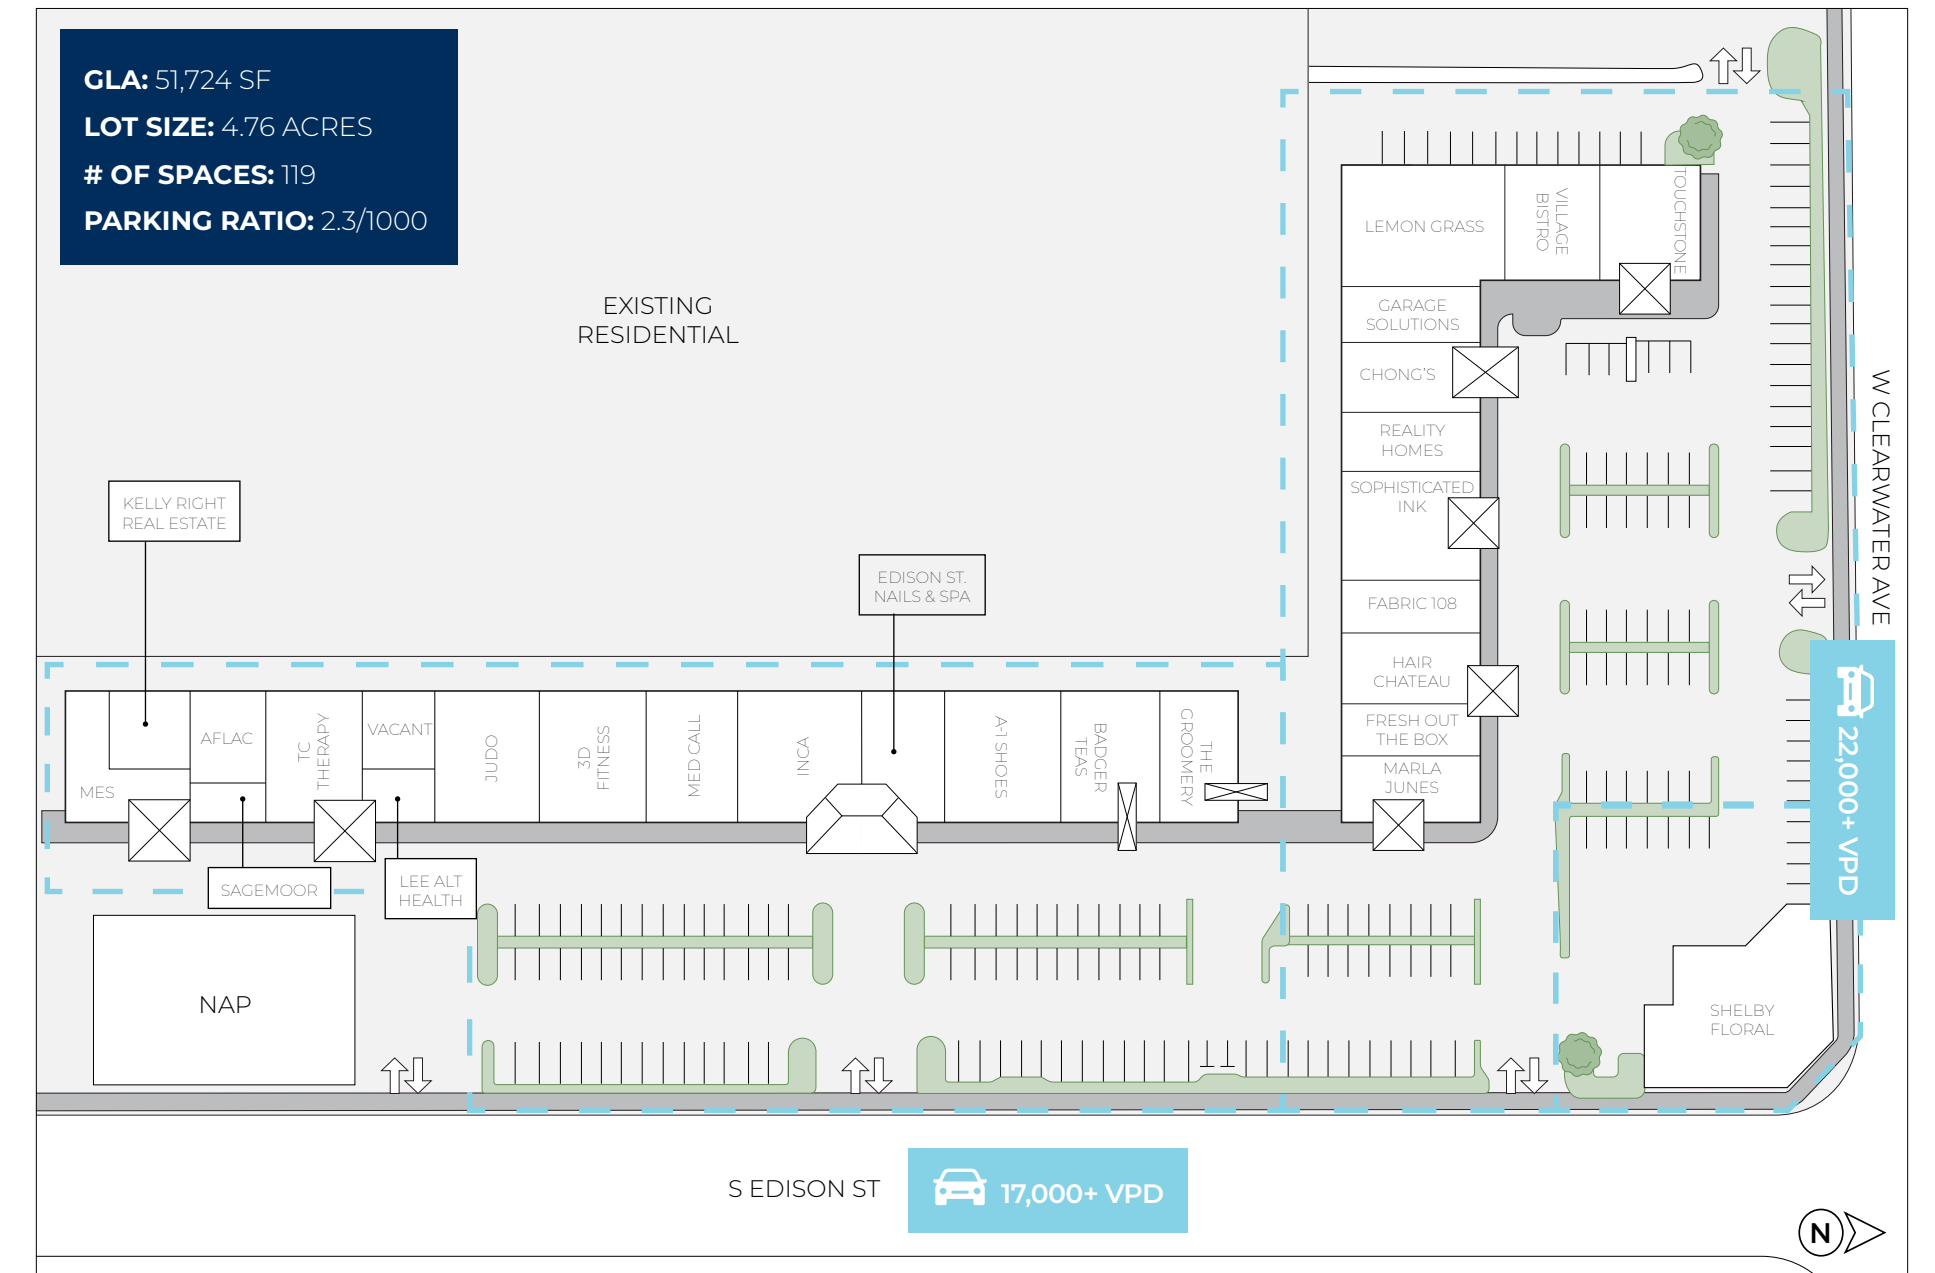 GLA: 51,724 SF
LOT SIZE: 4.76 ACRES
# OF SPACES: 119
PARKING RATIO: 2.3/1000
EXISTING
RESIDENTIAL
LEMON GRASS
VILLAGE
BISTRO
TOUCHSTONE
GARAGE
SOLUTIONS
CHONG'S
REALITY
HOMES
SOPHISTICATED
INK
FABRIC 108
HAIR
CHATEAU
FRESH OUT
THE BOX
MARLA
JUNES
W CLEARWATER AVE
22,000+ VPD
KELLY RIGHT
REAL ESTATE
EDISON ST.
NAILS & SPA
MES
AFLAC
TC
THERAPY
VACANT
JUDO
3D
FITNESS
MED CALL
INCA
A-1 SHOES
BADGER
TEAS
THE
GROOMERY
SAGEMOOR
LEE ALT
HEALTH
NAP
SHELBY
FLORAL
S EDISON ST
17,000+ VPD
N